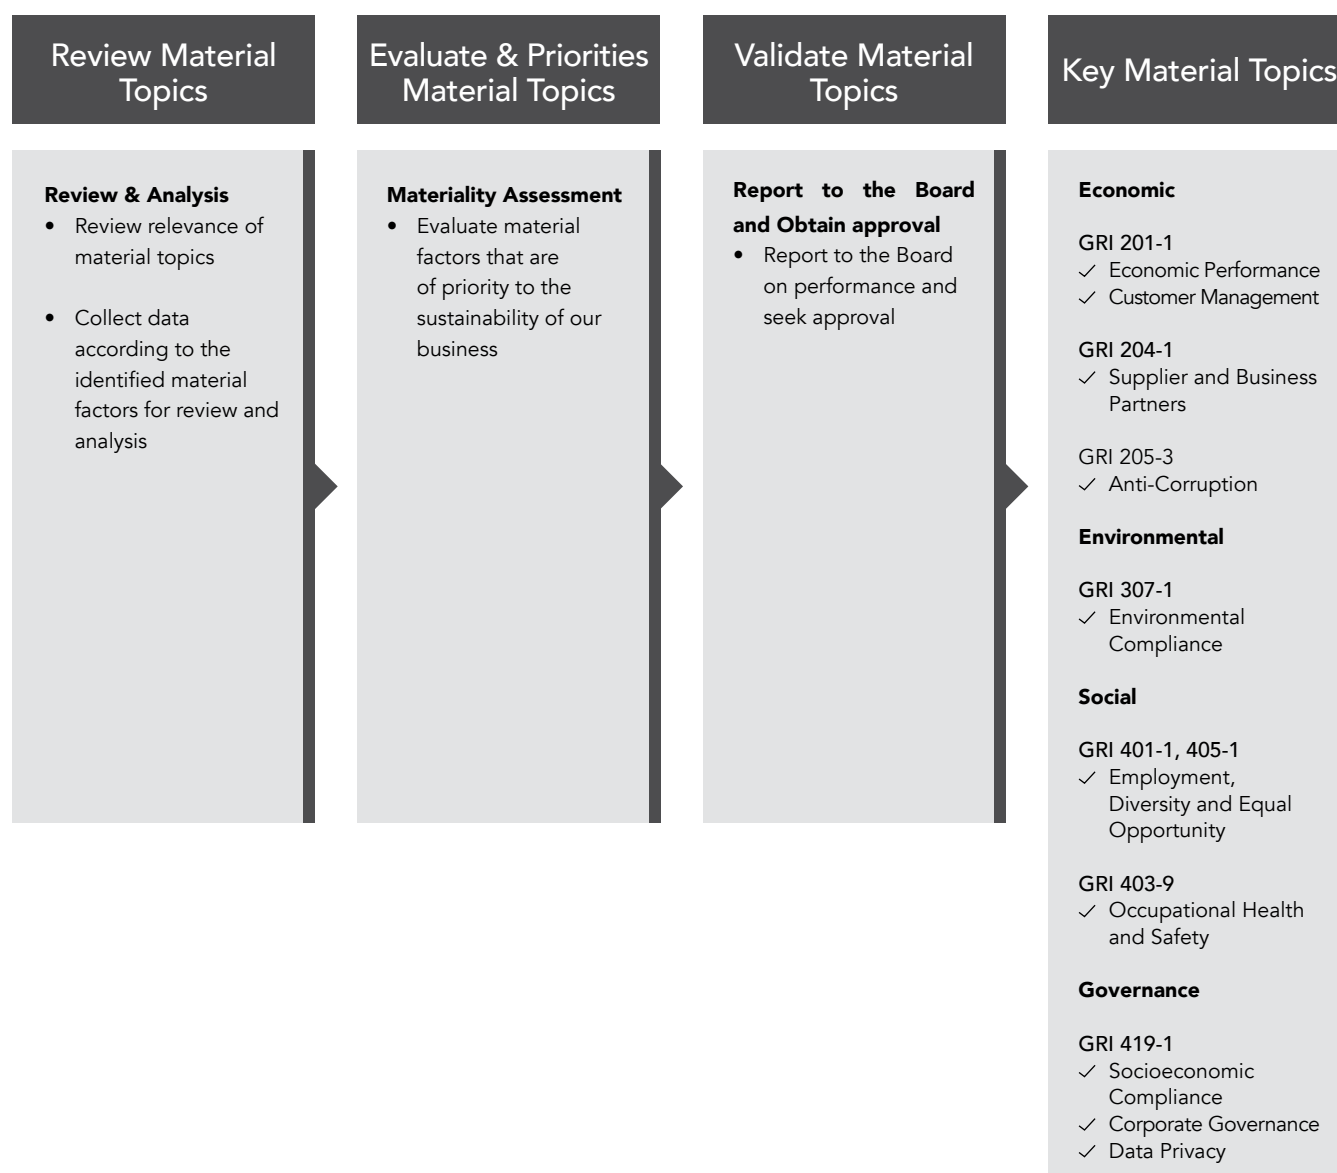 Review Material
Topics
Evaluate & Priorities
Material Topics
Validate Material
Topics
Key Material Topics
Review & Analysis
• Review relevance of
material topics
• Collect data
according to the
identified material
factors for review and
analysis
Materiality Assessment
• Evaluate material
factors that are
of priority to the
sustainability of our
business
Report to the Board
and Obtain approval
• Report to the Board
on performance and
seek approval
Economic
GRI 201-1
✓ Economic Performance
✓ Customer Management
GRI 204-1
✓ Supplier and Business
Partners
GRI 205-3
✓ Anti-Corruption
Environmental
GRI 307-1
✓ Environmental
Compliance
Social
GRI 401-1, 405-1
✓ Employment,
Diversity and Equal
Opportunity
GRI 403-9
✓ Occupational Health
and Safety
Governance
GRI 419-1
✓ Socioeconomic
Compliance
✓ Corporate Governance
✓ Data Privacy